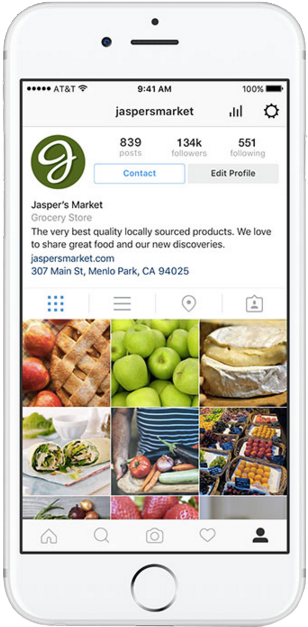 AT&T 9:41 AM 100%
jaspersmarket
839 134k 551
posts followers following
Contact Edit Profile
Jasper's Market
Grocery Store
The very best quality locally sourced products. We love
to share great food and our new discoveries.
jaspersmarket.com
307 Main St, Menlo Park, CA 94025